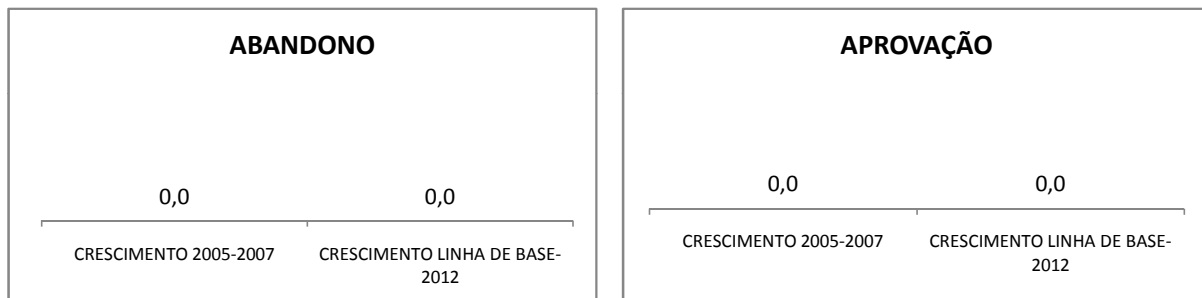 ABANDONO
0,0
0,0
CRESCIMENTO 2005-2007
CRESCIMENTO LINHA DE BASE-
2012
APROVAÇÃO
0,0
0,0
CRESCIMENTO 2005-2007
CRESCIMENTO LINHA DE BASE-
2012